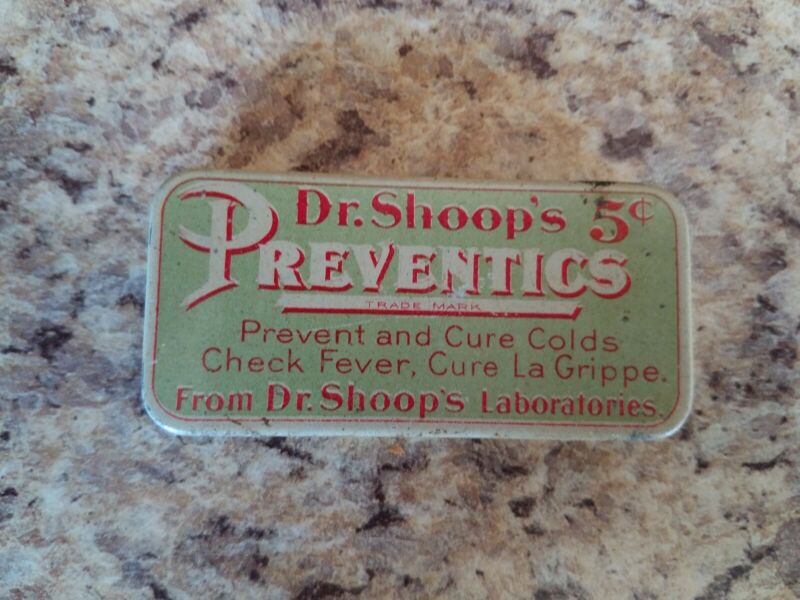 Dr. Shoop's 5¢
PREVENTICS
TRADE MARK
Prevent and Cure Colds
Check Fever, Cure La Grippe.
From Dr. Shoop's Laboratories.